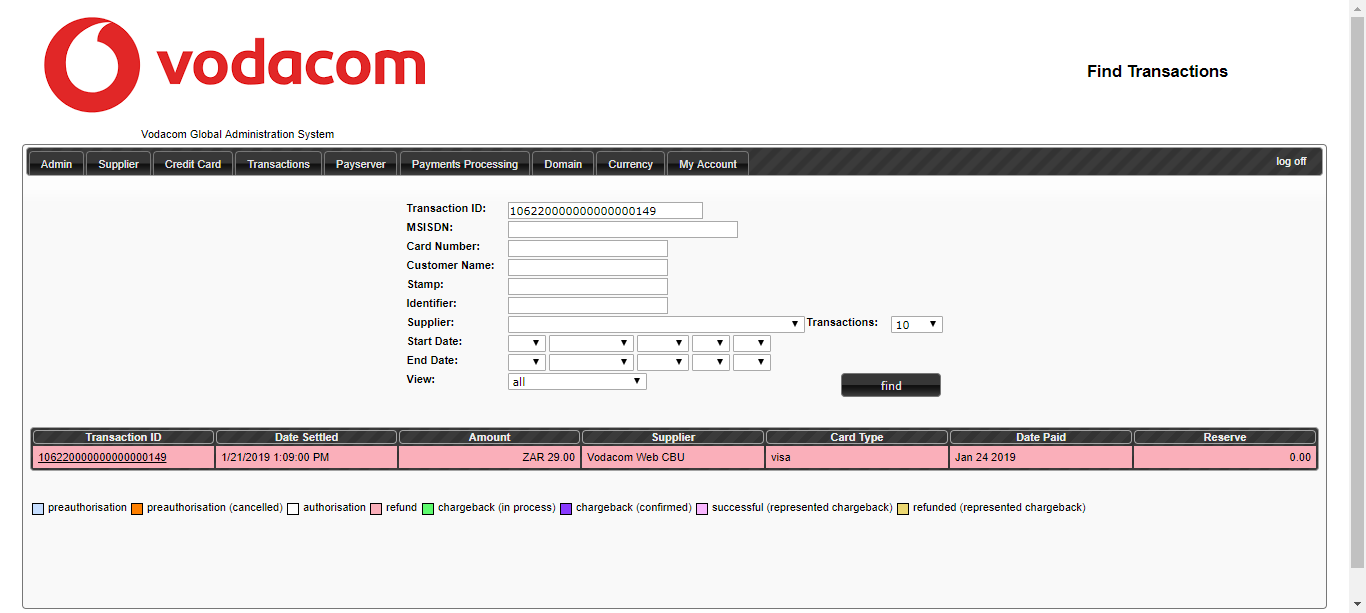 vodacom
Find Transactions
Vodacom Global Administration System
Admin Supplier Credit Card Transactions Payserver Payments Processing Domain Currency My Account log off
Transaction ID: 106220000000000000149
MSISDN:
Card Number:
Customer Name:
Stamp:
Identifier:
Supplier: Transactions: 10
Start Date:
End Date:
View: all
find
Transaction ID Date Settled Amount Supplier Card Type Date Paid Reserve
106220000000000000149 1/21/2019 1:09:00 PM ZAR 29.00 Vodacom Web CBU visa Jan 24 2019 0.00
preauthorisation preauthorisation (cancelled) authorisation refund chargeback (in process) chargeback (confirmed) successful (represented chargeback) refunded (represented chargeback)